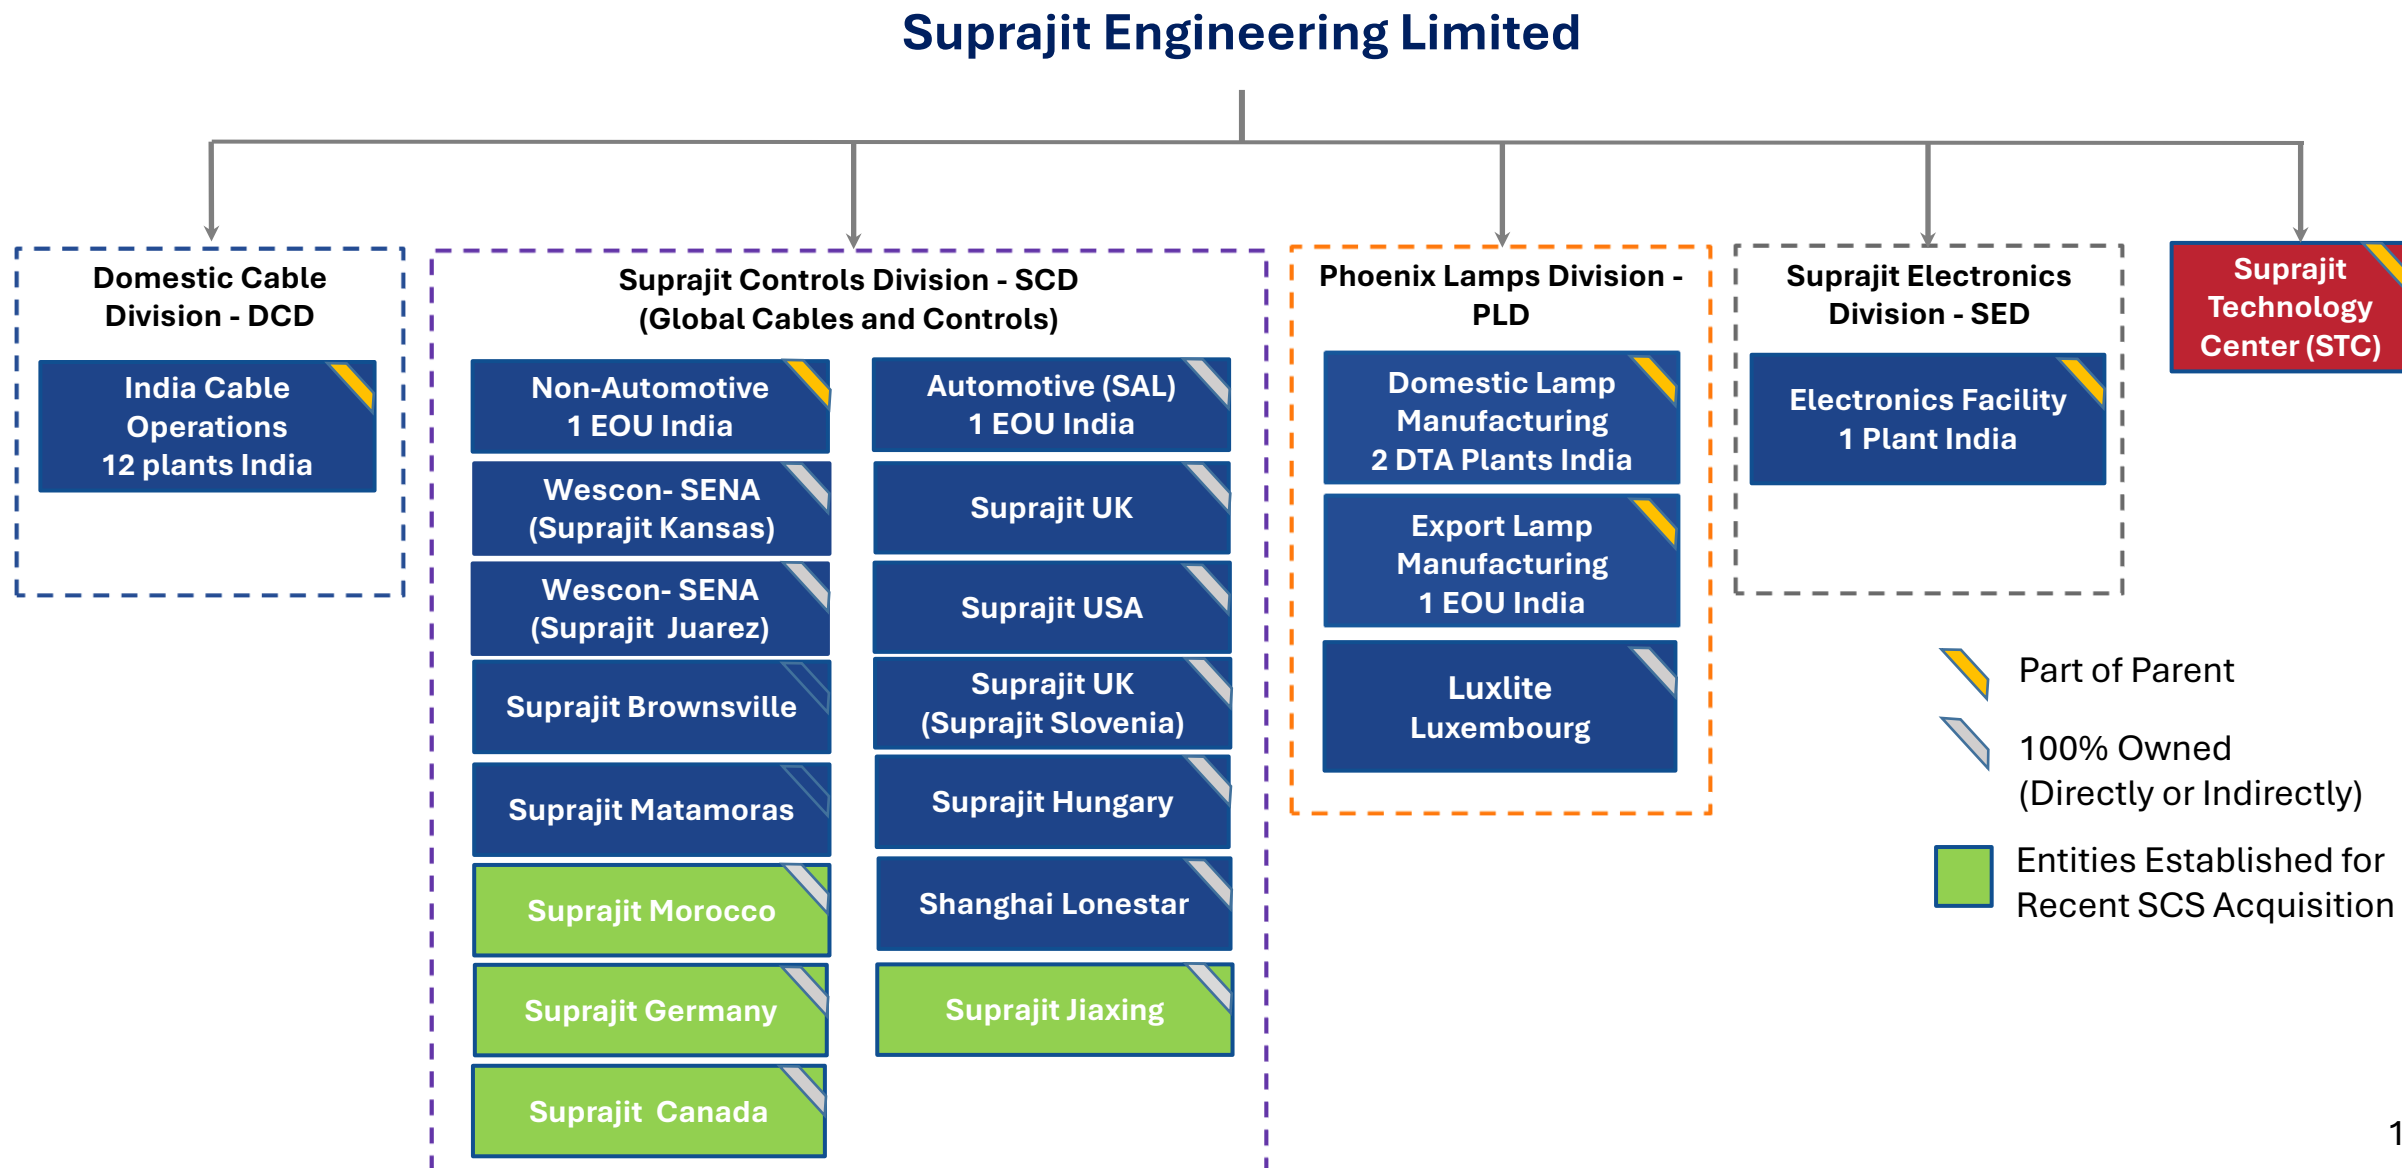 Suprajit Engineering Limited
Domestic Cable
Division - DCD
India Cable
Operations
12 plants India
Suprajit Controls Division - SCD
(Global Cables and Controls)
Non-Automotive
1 EOU India
Wescon- SENA
(Suprajit Kansas)
Wescon- SENA
(Suprajit  Juarez)
Suprajit Brownsville
Suprajit Matamoras
Suprajit Morocco
Suprajit Germany
Suprajit  Canada
Automotive (SAL)
1 EOU India
Suprajit UK
Suprajit USA
Suprajit UK
(Suprajit Slovenia)
Suprajit Hungary
Shanghai Lonestar
Suprajit Jiaxing
Phoenix Lamps Division -
PLD
Domestic Lamp
Manufacturing
2 DTA Plants India
Export Lamp
Manufacturing
1 EOU India
Luxlite
Luxembourg
Suprajit Electronics
Division - SED
Electronics Facility
1 Plant India
Suprajit
Technology
Center (STC)
Part of Parent
100% Owned
(Directly or Indirectly)
Entities Established for
Recent SCS Acquisition
1